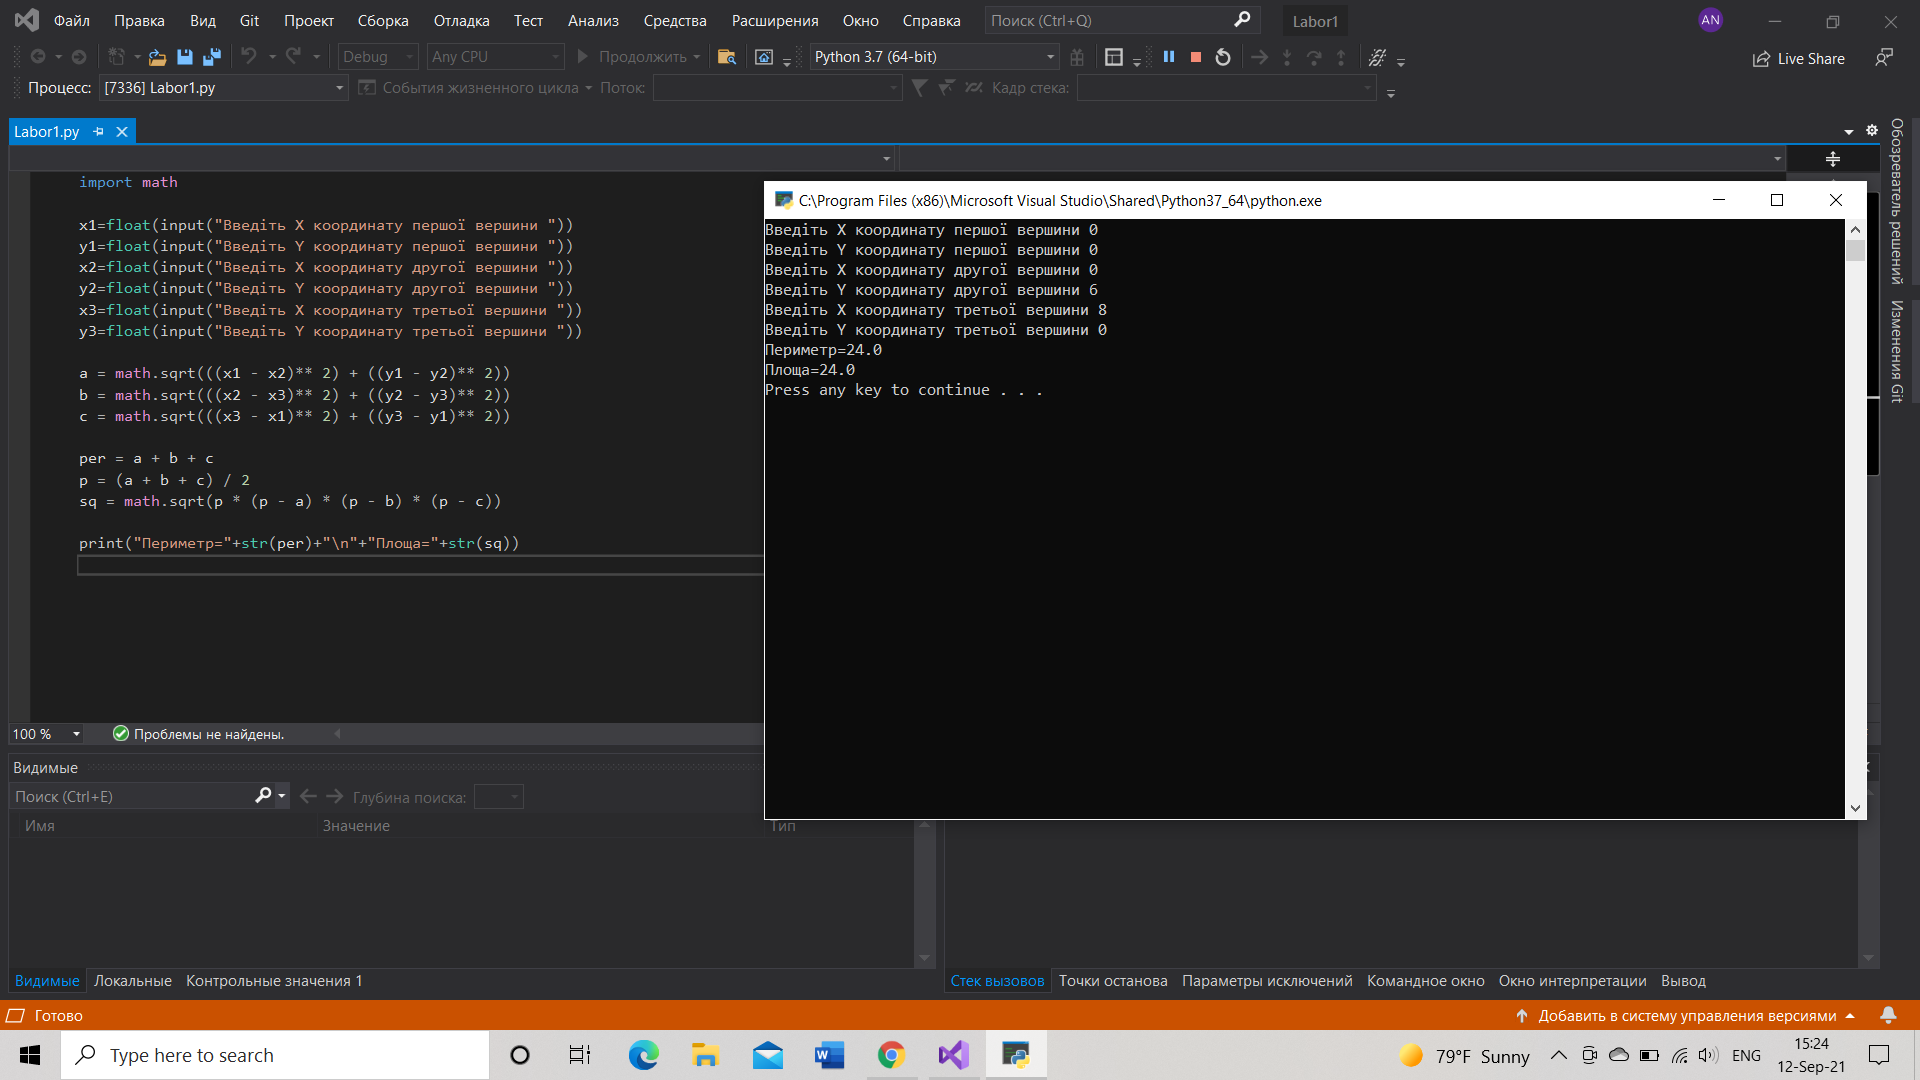 Файл Правка Вид Git Проект Сборка Отладка Тест Анализ Средства Расширения Окно Справка Поиск (Ctrl+Q) Labor1 AN
Debug Any CPU Продолжить Python 3.7 (64-bit) Live Share
Процесс: [7336] Labor1.py События жизненного цикла Поток: Кадр стека:
Labor1.py
Обозреватель решений
Изменения Git
import math
x1=float(input("Введіть X координату першої вершини "))
y1=float(input("Введіть Y координату першої вершини "))
x2=float(input("Введіть X координату другої вершини "))
y2=float(input("Введіть Y координату другої вершини "))
x3=float(input("Введіть X координату третьої вершини "))
y3=float(input("Введіть Y координату третьої вершини "))
a = math.sqrt(((x1 - x2)** 2) + ((y1 - y2)** 2))
b = math.sqrt(((x2 - x3)** 2) + ((y2 - y3)** 2))
c = math.sqrt(((x3 - x1)** 2) + ((y3 - y1)** 2))
per = a + b + c
p = (a + b + c) / 2
sq = math.sqrt(p * (p - a) * (p - b) * (p - c))
print("Периметр="+str(per)+"\n"+"Площа="+str(sq))
C:\Program Files (x86)\Microsoft Visual Studio\Shared\Python37_64\python.exe
Введіть X координату першої вершини 0
Введіть Y координату першої вершини 0
Введіть X координату другої вершини 0
Введіть Y координату другої вершини 6
Введіть X координату третьої вершини 8
Введіть Y координату третьої вершини 0
Периметр=24.0
Площа=24.0
Press any key to continue . . .
100 % Проблемы не найдены.
Видимые
Поиск (Ctrl+E) Глубина поиска:
Имя Значение Тип
Видимые Локальные Контрольные значения 1
Стек вызовов Точки останова Параметры исключений Командное окно Окно интерпретации Вывод
Готово Добавить в систему управления версиями
Type here to search 79°F Sunny ENG 15:24
12-Sep-21